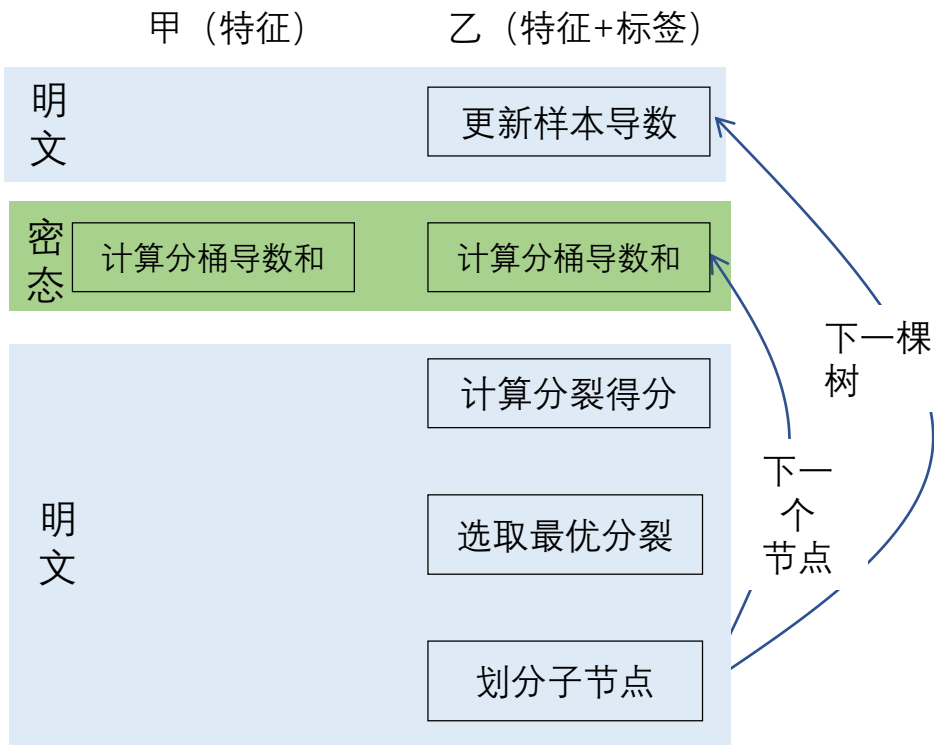 甲（特征）
乙（特征+标签）
明
文
更新样本导数
密
态
计算分桶导数和
计算分桶导数和
下一棵
树
明
文
计算分裂得分
选取最优分裂
划分子节点
下一
个
节点